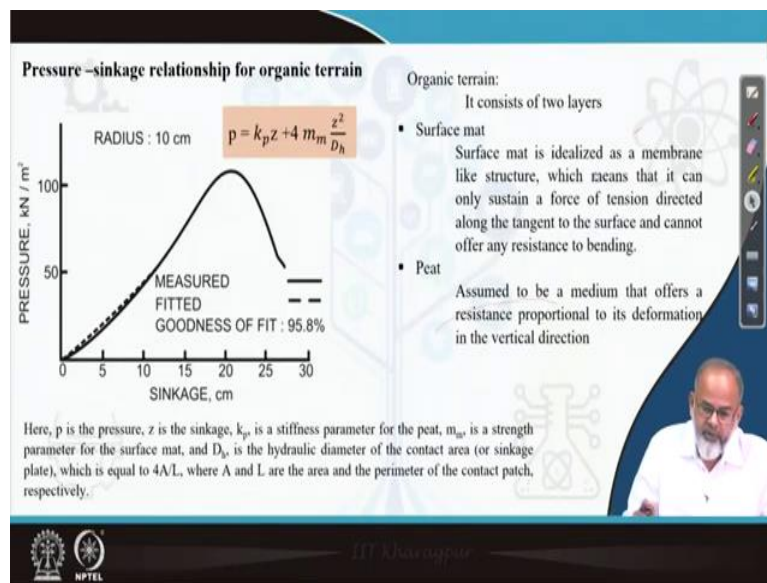 Pressure –sinkage relationship for organic terrain
RADIUS : 10 cm
p = kₚz +4 mₘ z²/Dₕ
PRESSURE, kN / m²
100
50
MEASURED
FITTED
GOODNESS OF FIT : 95.8%
0 5 10 15 20 25 30
SINKAGE, cm
Organic terrain:
It consists of two layers
▪ Surface mat
Surface mat is idealized as a membrane
like structure, which means that it can
only sustain a force of tension directed
along the tangent to the surface and cannot
offer any resistance to bending.
▪ Peat
Assumed to be a medium that offers a
resistance proportional to its deformation
in the vertical direction
Here, p is the pressure, z is the sinkage, kₚ, is a stiffness parameter for the peat, mₘ, is a strength
parameter for the surface mat, and Dₕ, is the hydraulic diameter of the contact area (or sinkage
plate), which is equal to 4A/L, where A and L are the area and the perimeter of the contact patch,
respectively.
NPTEL
IIT Kharagpur